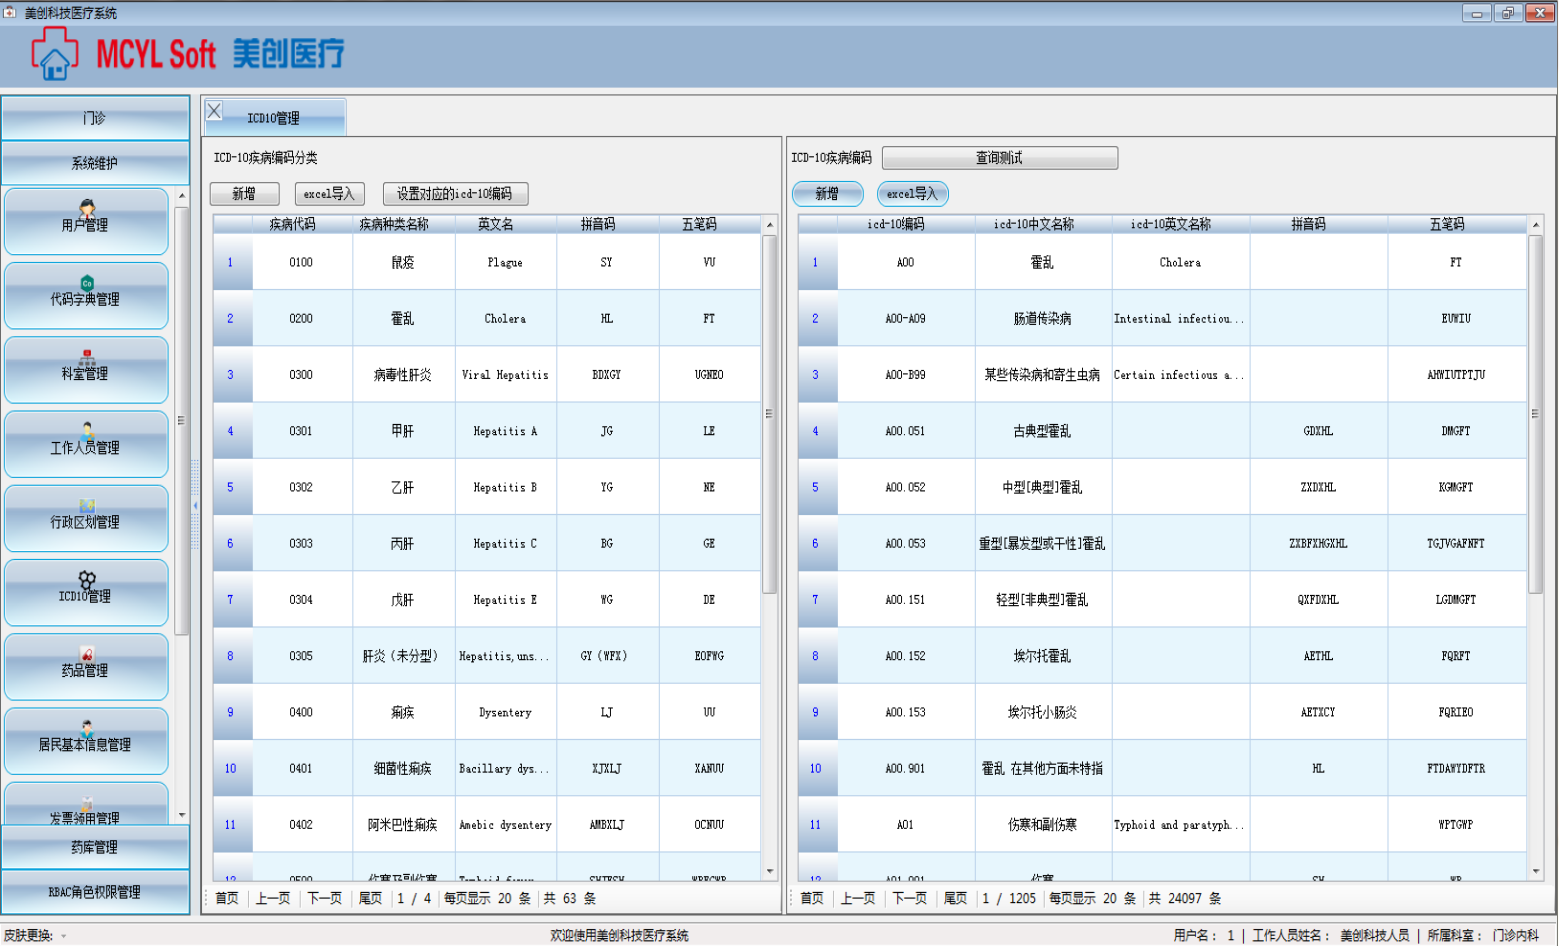 美创科技医疗系统
MCYL Soft 美创医疗
门诊
系统维护
用户管理
代码字典管理
科室管理
工作人员管理
行政区划管理
ICD10管理
药品管理
居民基本信息管理
发票领用管理
药库管理
RBAC角色权限管理
ICD10管理
ICD-10疾病编码分类
新增 excel导入 设置对应的icd-10编码
疾病代码 疾病种类名称 英文名 拼音码 五笔码
1 0100 鼠疫 Plague SY VU
2 0200 霍乱 Cholera HL FT
3 0300 病毒性肝炎 Viral Hepatitis BDXGY UGNEO
4 0301 甲肝 Hepatitis A JG LE
5 0302 乙肝 Hepatitis B YG NE
6 0303 丙肝 Hepatitis C BG GE
7 0304 戊肝 Hepatitis E WG DE
8 0305 肝炎（未分型） Hepatitis,uns... GY（WFX） EOFWG
9 0400 痢疾 Dysentery LJ UU
10 0401 细菌性痢疾 Bacillary dys... XJXLJ XANUU
11 0402 阿米巴性痢疾 Amebic dysentery AMBXLJ OCNUU
12 0500 伤寒及副伤寒
首页 上一页 下一页 尾页 1 / 4 每页显示 20 条 共 63 条
ICD-10疾病编码 查询测试
新增 excel导入
icd-10编码 icd-10中文名称 icd-10英文名称 拼音码 五笔码
1 A00 霍乱 Cholera FT
2 A00-A09 肠道传染病 Intestinal infectiou... EUWIU
3 A00-B99 某些传染病和寄生虫病 Certain infectious a... AHWIUTPTJU
4 A00.051 古典型霍乱 GDXHL DMGFT
5 A00.052 中型[典型]霍乱 ZXDXHL KGMGFT
6 A00.053 重型[暴发型或干性]霍乱 ZXBFXHGXHL TGJVGAFNFT
7 A00.151 轻型[非典型]霍乱 QXFDXHL LGDMGFT
8 A00.152 埃尔托霍乱 AETHL FQRFT
9 A00.153 埃尔托小肠炎 AETXCY FQRIEO
10 A00.901 霍乱 在其他方面未特指 HL FTDAWYDFTR
11 A01 伤寒和副伤寒 Typhoid and paratyph... WPTGWP
12 A01.001 伤寒 SH WP
首页 上一页 下一页 尾页 1 / 1205 每页显示 20 条 共 24097 条
皮肤更换: 欢迎使用美创科技医疗系统 用户名： 1 | 工作人员姓名： 美创科技人员 | 所属科室： 门诊内科